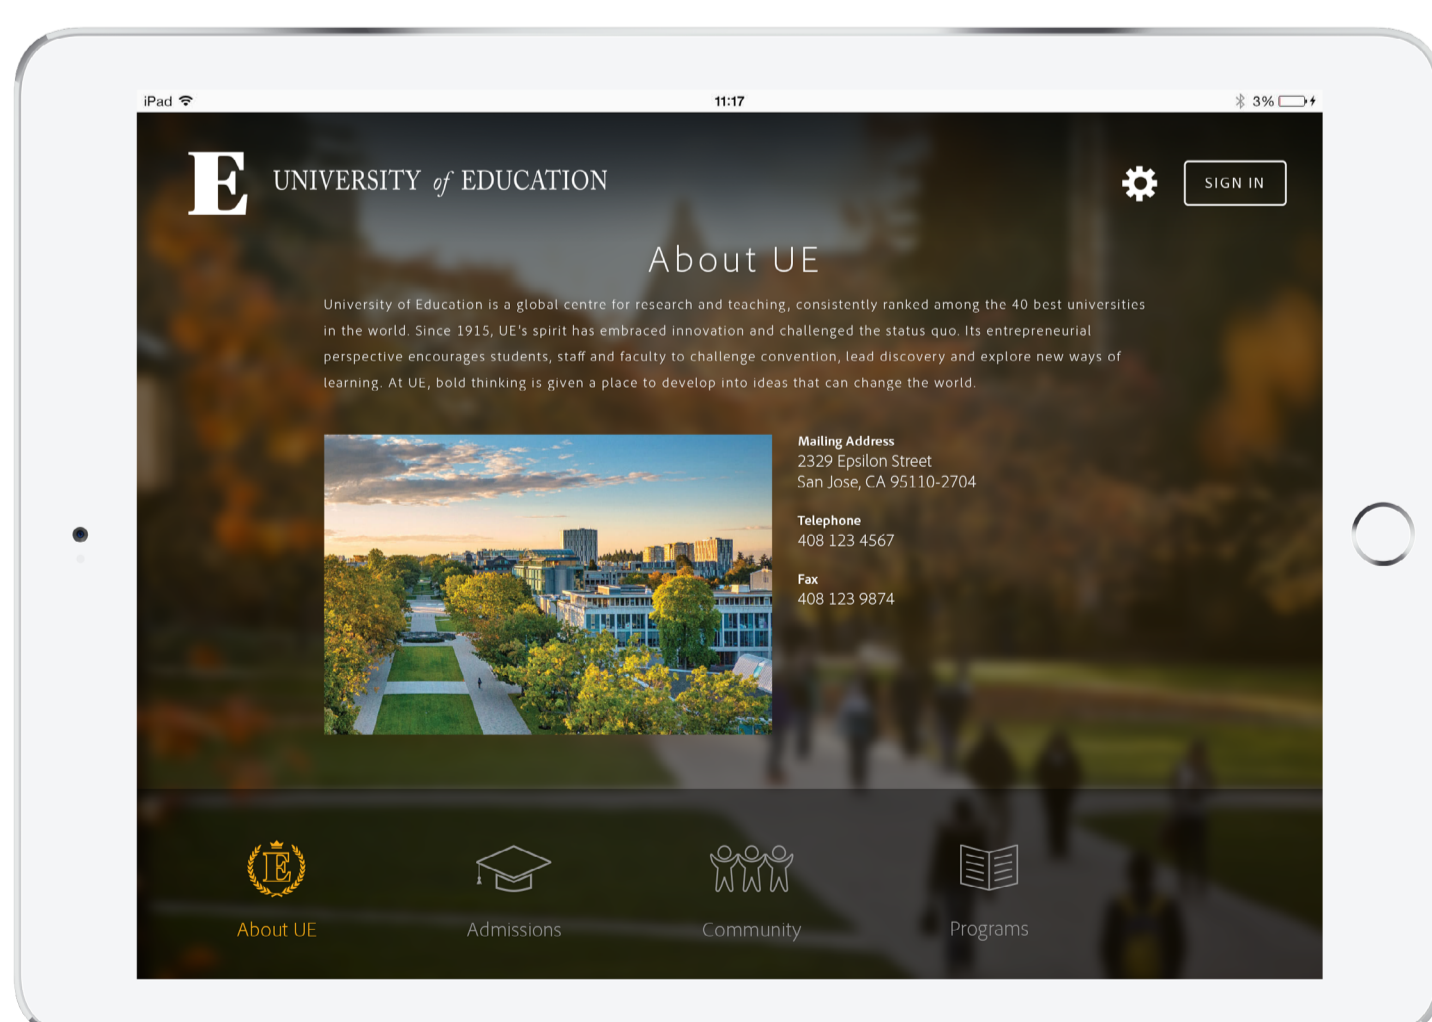 iPad 11:17 3%
E UNIVERSITY of EDUCATION SIGN IN
About UE
University of Education is a global centre for research and teaching, consistently ranked among the 40 best universities
in the world. Since 1915, UE's spirit has embraced innovation and challenged the status quo. Its entrepreneurial
perspective encourages students, staff and faculty to challenge convention, lead discovery and explore new ways of
learning. At UE, bold thinking is given a place to develop into ideas that can change the world.
Mailing Address
2329 Epsilon Street
San Jose, CA 95110-2704
Telephone
408 123 4567
Fax
408 123 9874
E
About UE Admissions Community Programs